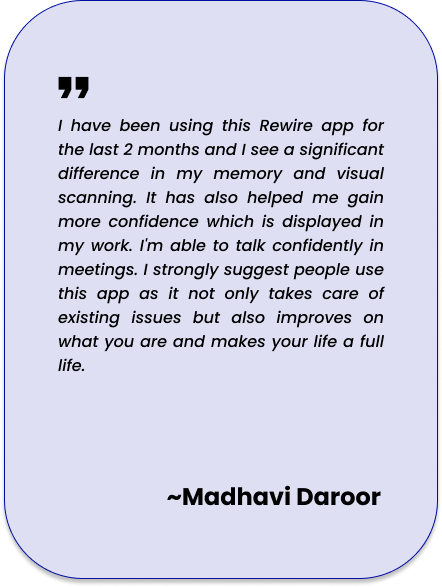 "
I have been using this Rewire app for
the last 2 months and I see a significant
difference in my memory and visual
scanning. It has also helped me gain
more confidence which is displayed in
my work. I'm able to talk confidently in
meetings. I strongly suggest people use
this app as it not only takes care of
existing issues but also improves on
what you are and makes your life a full
life.
~Madhavi Daroor